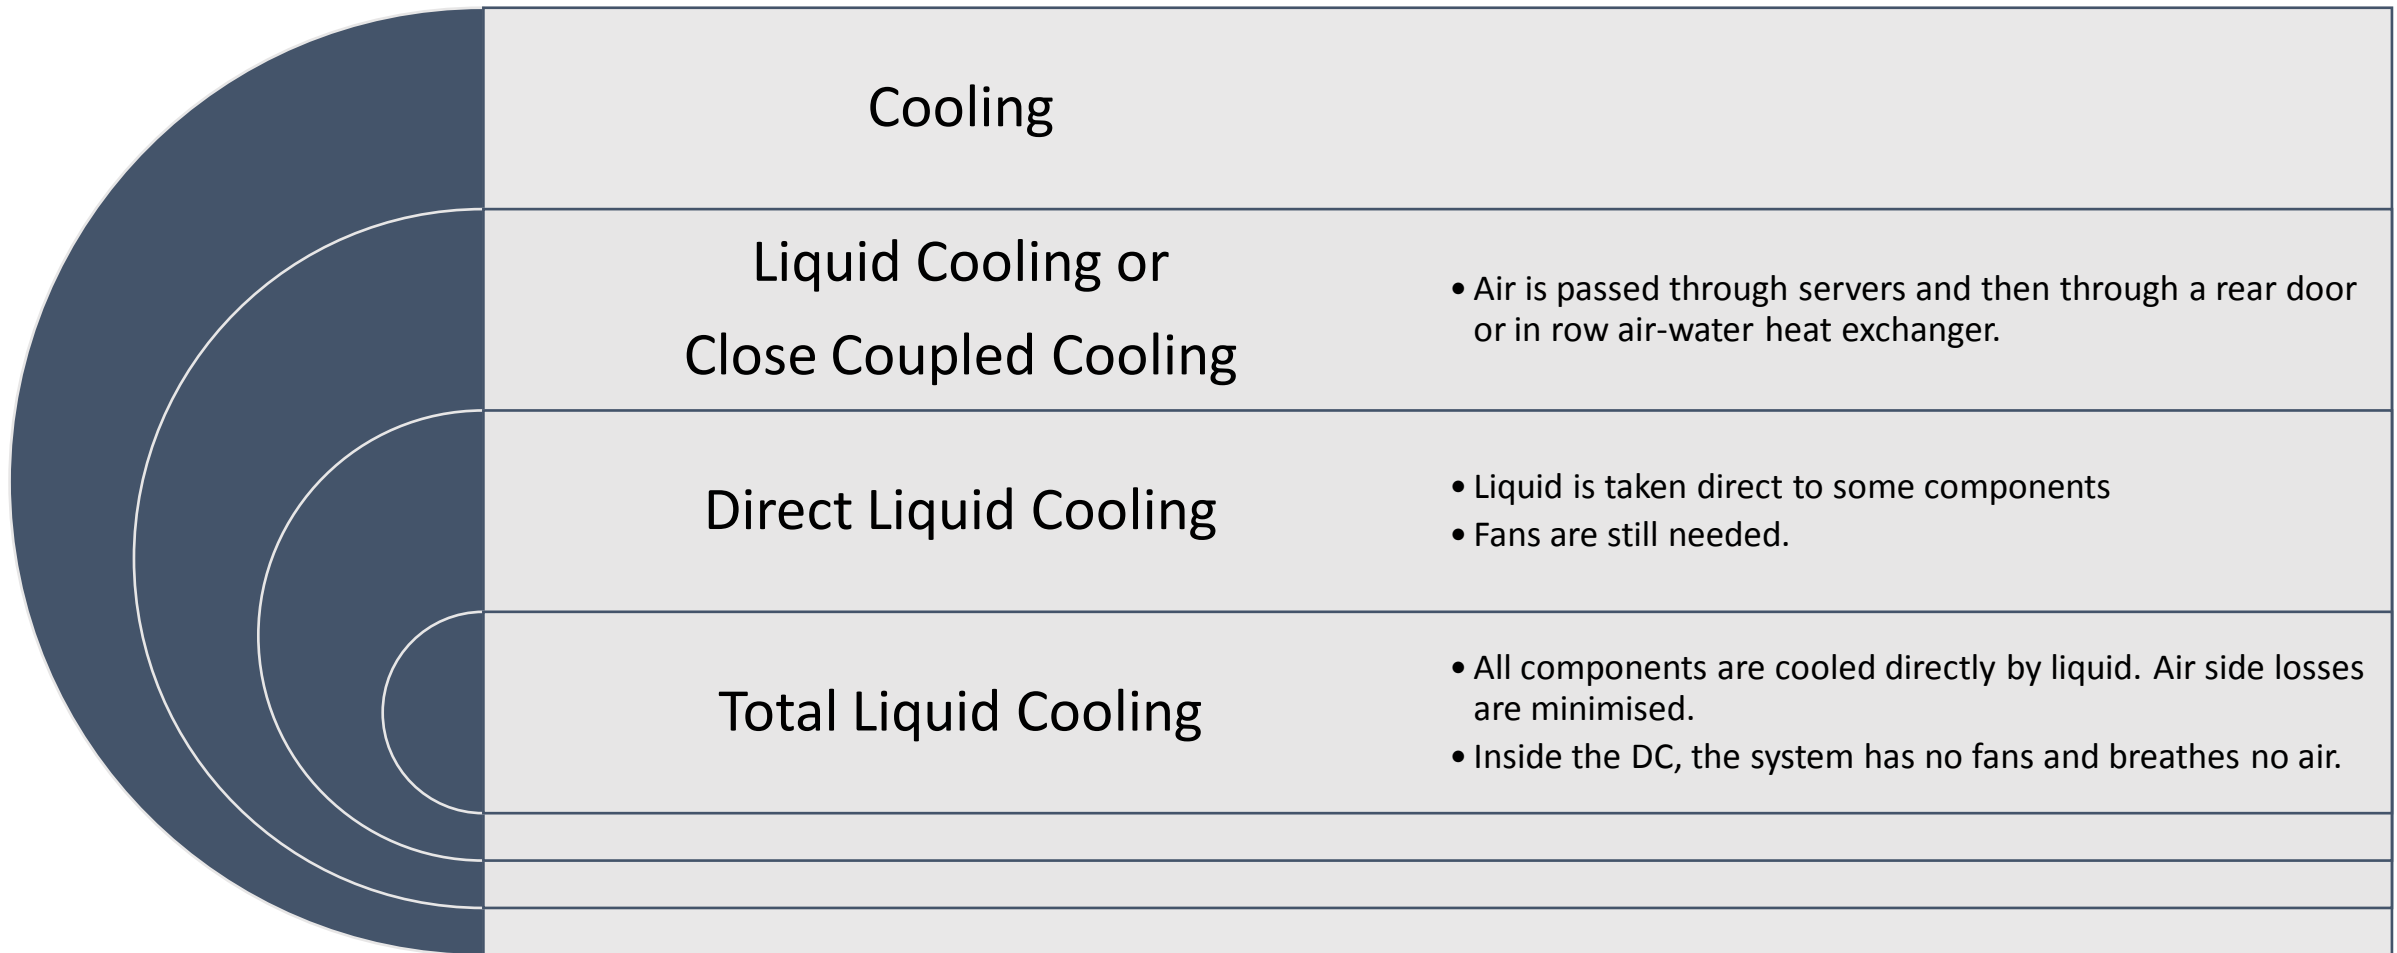 Cooling
Liquid Cooling or
Close Coupled Cooling
• Air is passed through servers and then through a rear door
or in row air-water heat exchanger.
Direct Liquid Cooling
• Liquid is taken direct to some components
• Fans are still needed.
Total Liquid Cooling
• All components are cooled directly by liquid. Air side losses
are minimised.
• Inside the DC, the system has no fans and breathes no air.